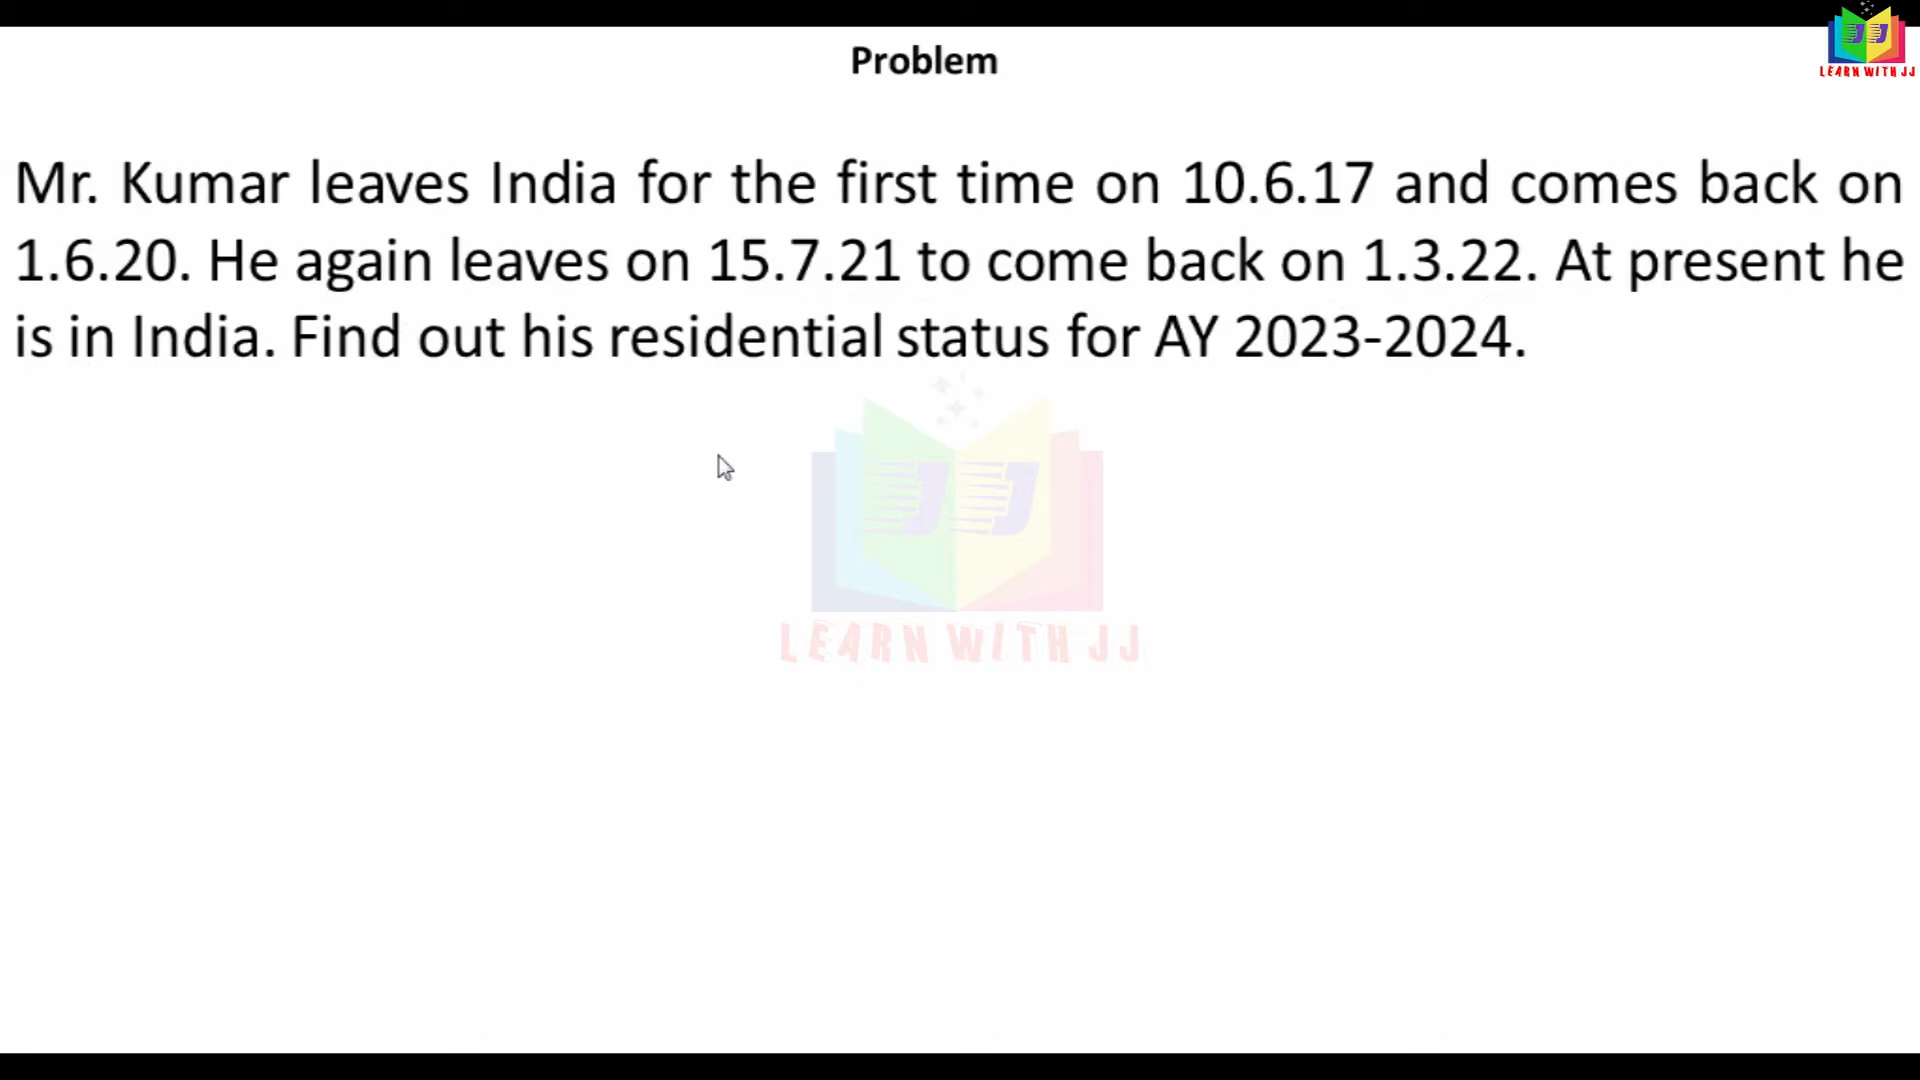 LEARN WITH JJ
Problem
Mr. Kumar leaves India for the first time on 10.6.17 and comes back on
1.6.20. He again leaves on 15.7.21 to come back on 1.3.22. At present he
is in India. Find out his residential status for AY 2023-2024.
JJ
LEARN WITH JJ